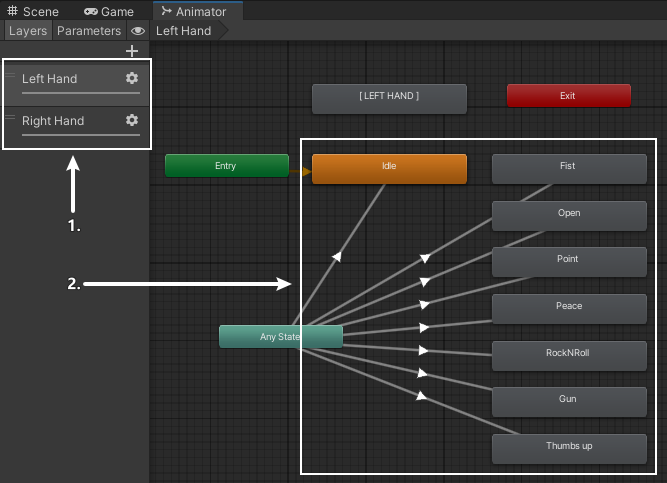 Scene Game Animator
Layers Parameters Left Hand
Left Hand
Right Hand
1.
2.
[ LEFT HAND ]
Exit
Entry
Idle
Fist
Open
Point
Any State
Peace
RockNRoll
Gun
Thumbs up